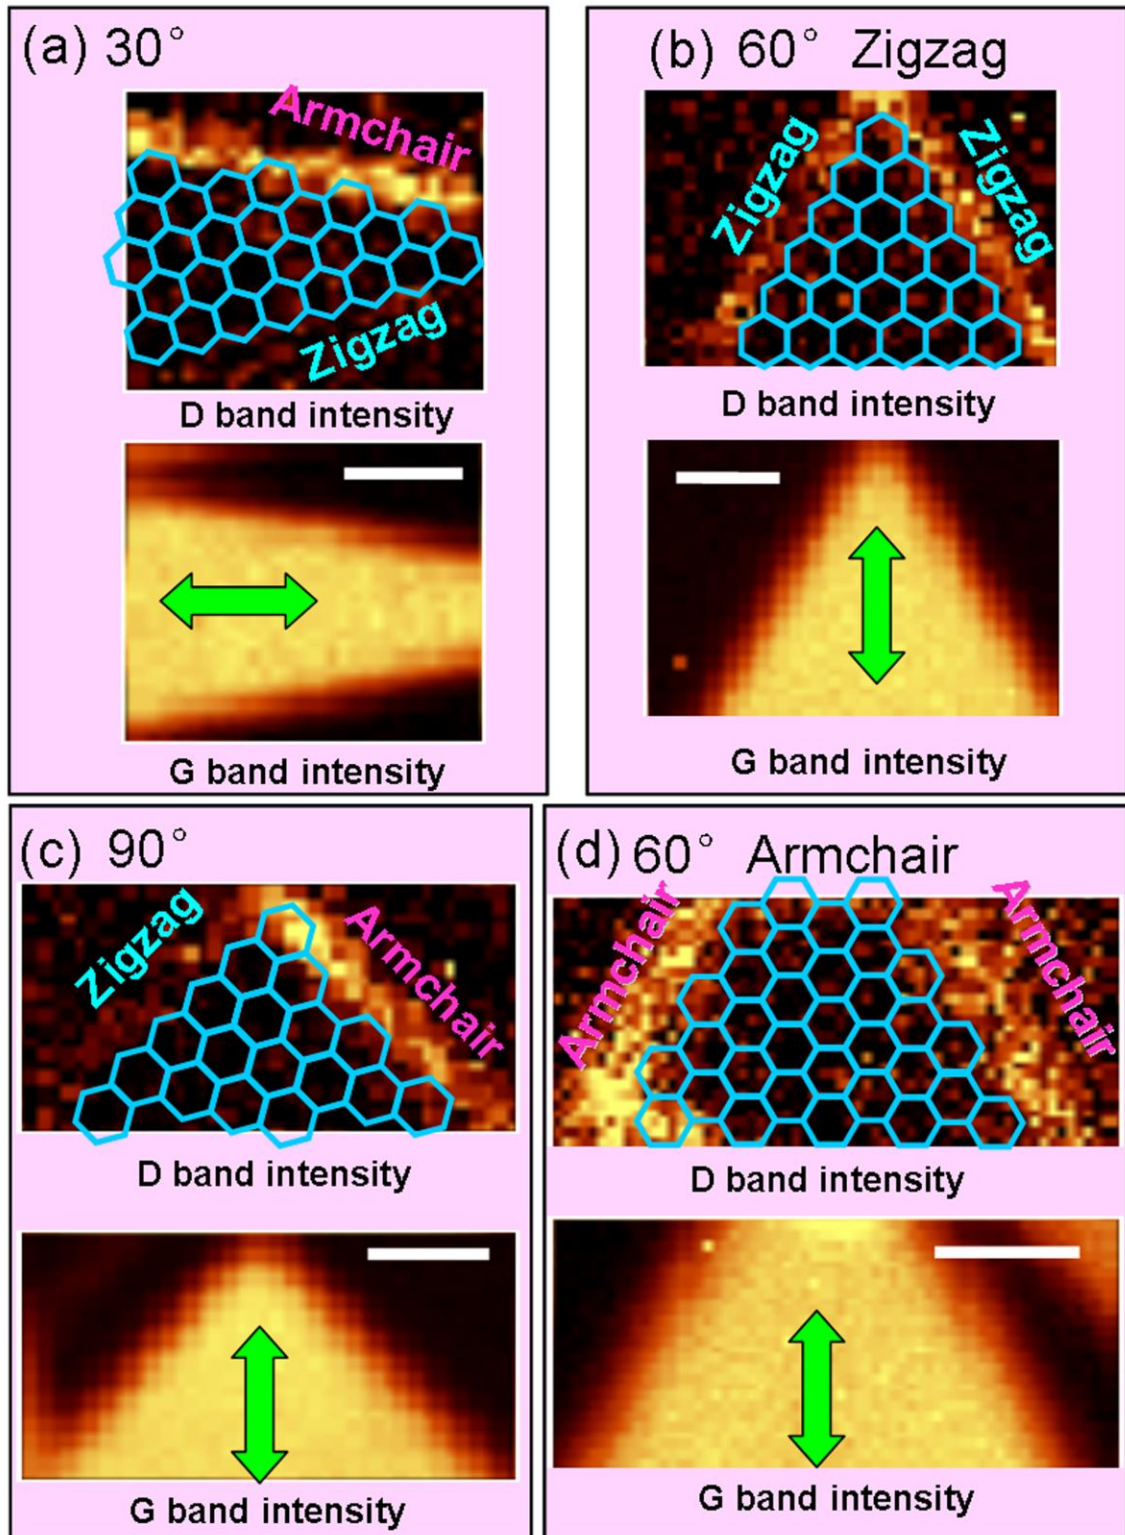 (a) 30°
Armchair
Zigzag
D band intensity
G band intensity
(b) 60° Zigzag
Zigzag
Zigzag
D band intensity
G band intensity
(c) 90°
Zigzag
Armchair
D band intensity
G band intensity
(d) 60° Armchair
Armchair
Armchair
D band intensity
G band intensity